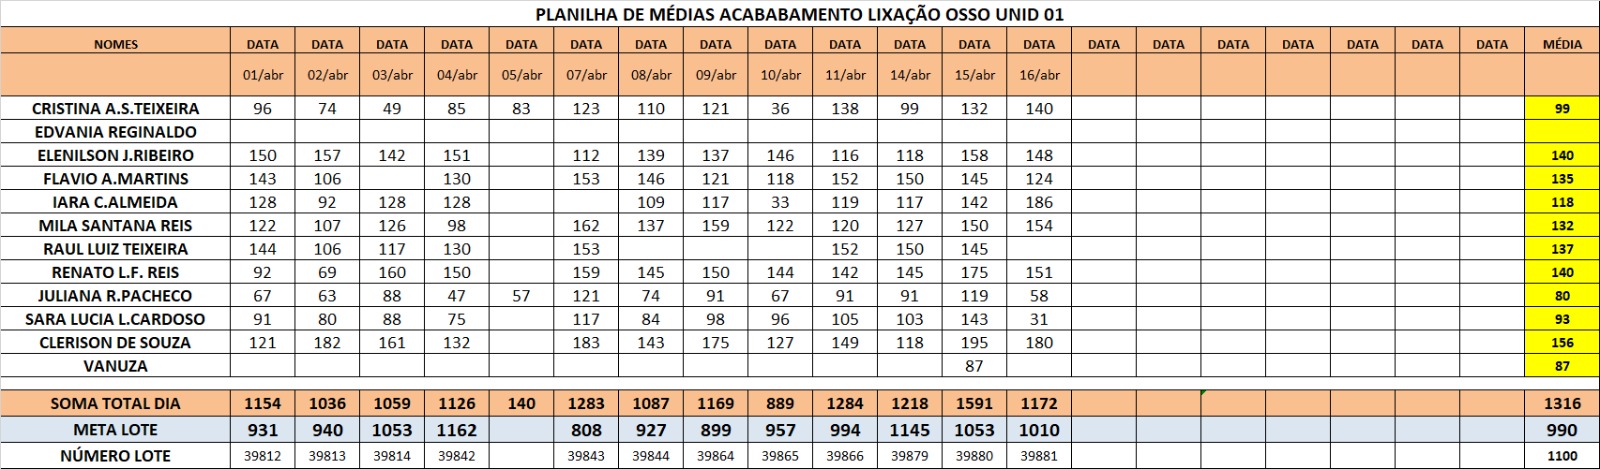 PLANILHA DE MÉDIAS ACABABAMENTO LIXAÇÃO OSSO UNID 01
NOMES DATA DATA DATA DATA DATA DATA DATA DATA DATA DATA DATA DATA DATA DATA DATA DATA DATA DATA DATA DATA MÉDIA
01/abr 02/abr 03/abr 04/abr 05/abr 07/abr 08/abr 09/abr 10/abr 11/abr 14/abr 15/abr 16/abr
CRISTINA A.S.TEIXEIRA 96 74 49 85 83 123 110 121 36 138 99 132 140 99
EDVANIA REGINALDO
ELENILSON J.RIBEIRO 150 157 142 151 112 139 137 146 116 118 158 148 140
FLAVIO A.MARTINS 143 106 130 153 146 121 118 152 150 145 124 135
IARA C.ALMEIDA 128 92 128 128 109 117 33 119 117 142 186 118
MILA SANTANA REIS 122 107 126 98 162 137 159 122 120 127 150 154 132
RAUL LUIZ TEIXEIRA 144 106 117 130 153 152 150 145 137
RENATO L.F. REIS 92 69 160 150 159 145 150 144 142 145 175 151 140
JULIANA R.PACHECO 67 63 88 47 57 121 74 91 67 91 91 119 58 80
SARA LUCIA L.CARDOSO 91 80 88 75 117 84 98 96 105 103 143 31 93
CLERISON DE SOUZA 121 182 161 132 183 143 175 127 149 118 195 180 156
VANUZA 87 87
SOMA TOTAL DIA 1154 1036 1059 1126 140 1283 1087 1169 889 1284 1218 1591 1172 1316
META LOTE 931 940 1053 1162 808 927 899 957 994 1145 1053 1010 990
NÚMERO LOTE 39812 39813 39814 39842 39843 39844 39864 39865 39866 39879 39880 39881 1100